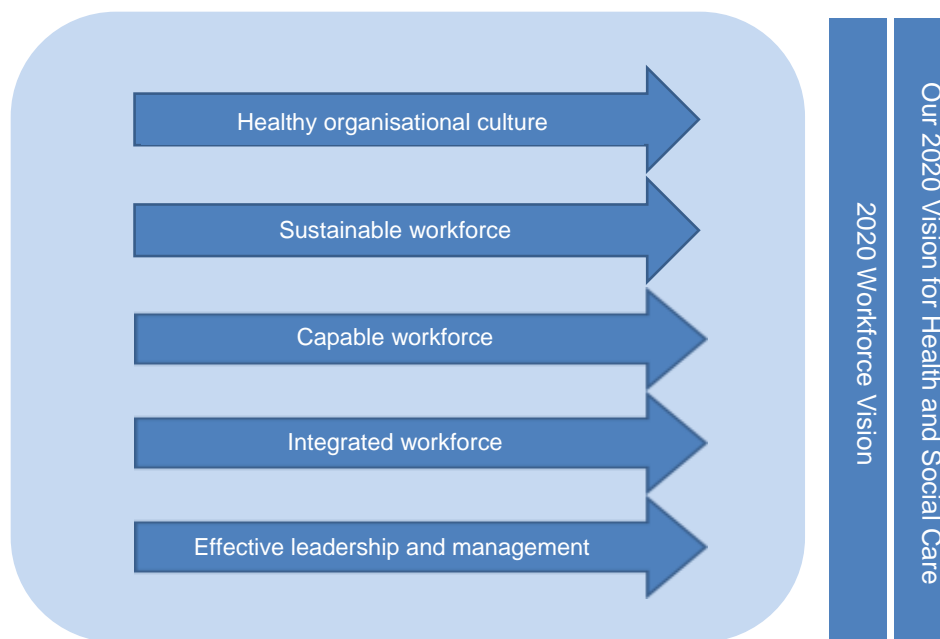 Healthy organisational culture
Sustainable workforce
Capable workforce
Integrated workforce
Effective leadership and management
2020 Workforce Vision
Our 2020 Vision for Health and Social Care